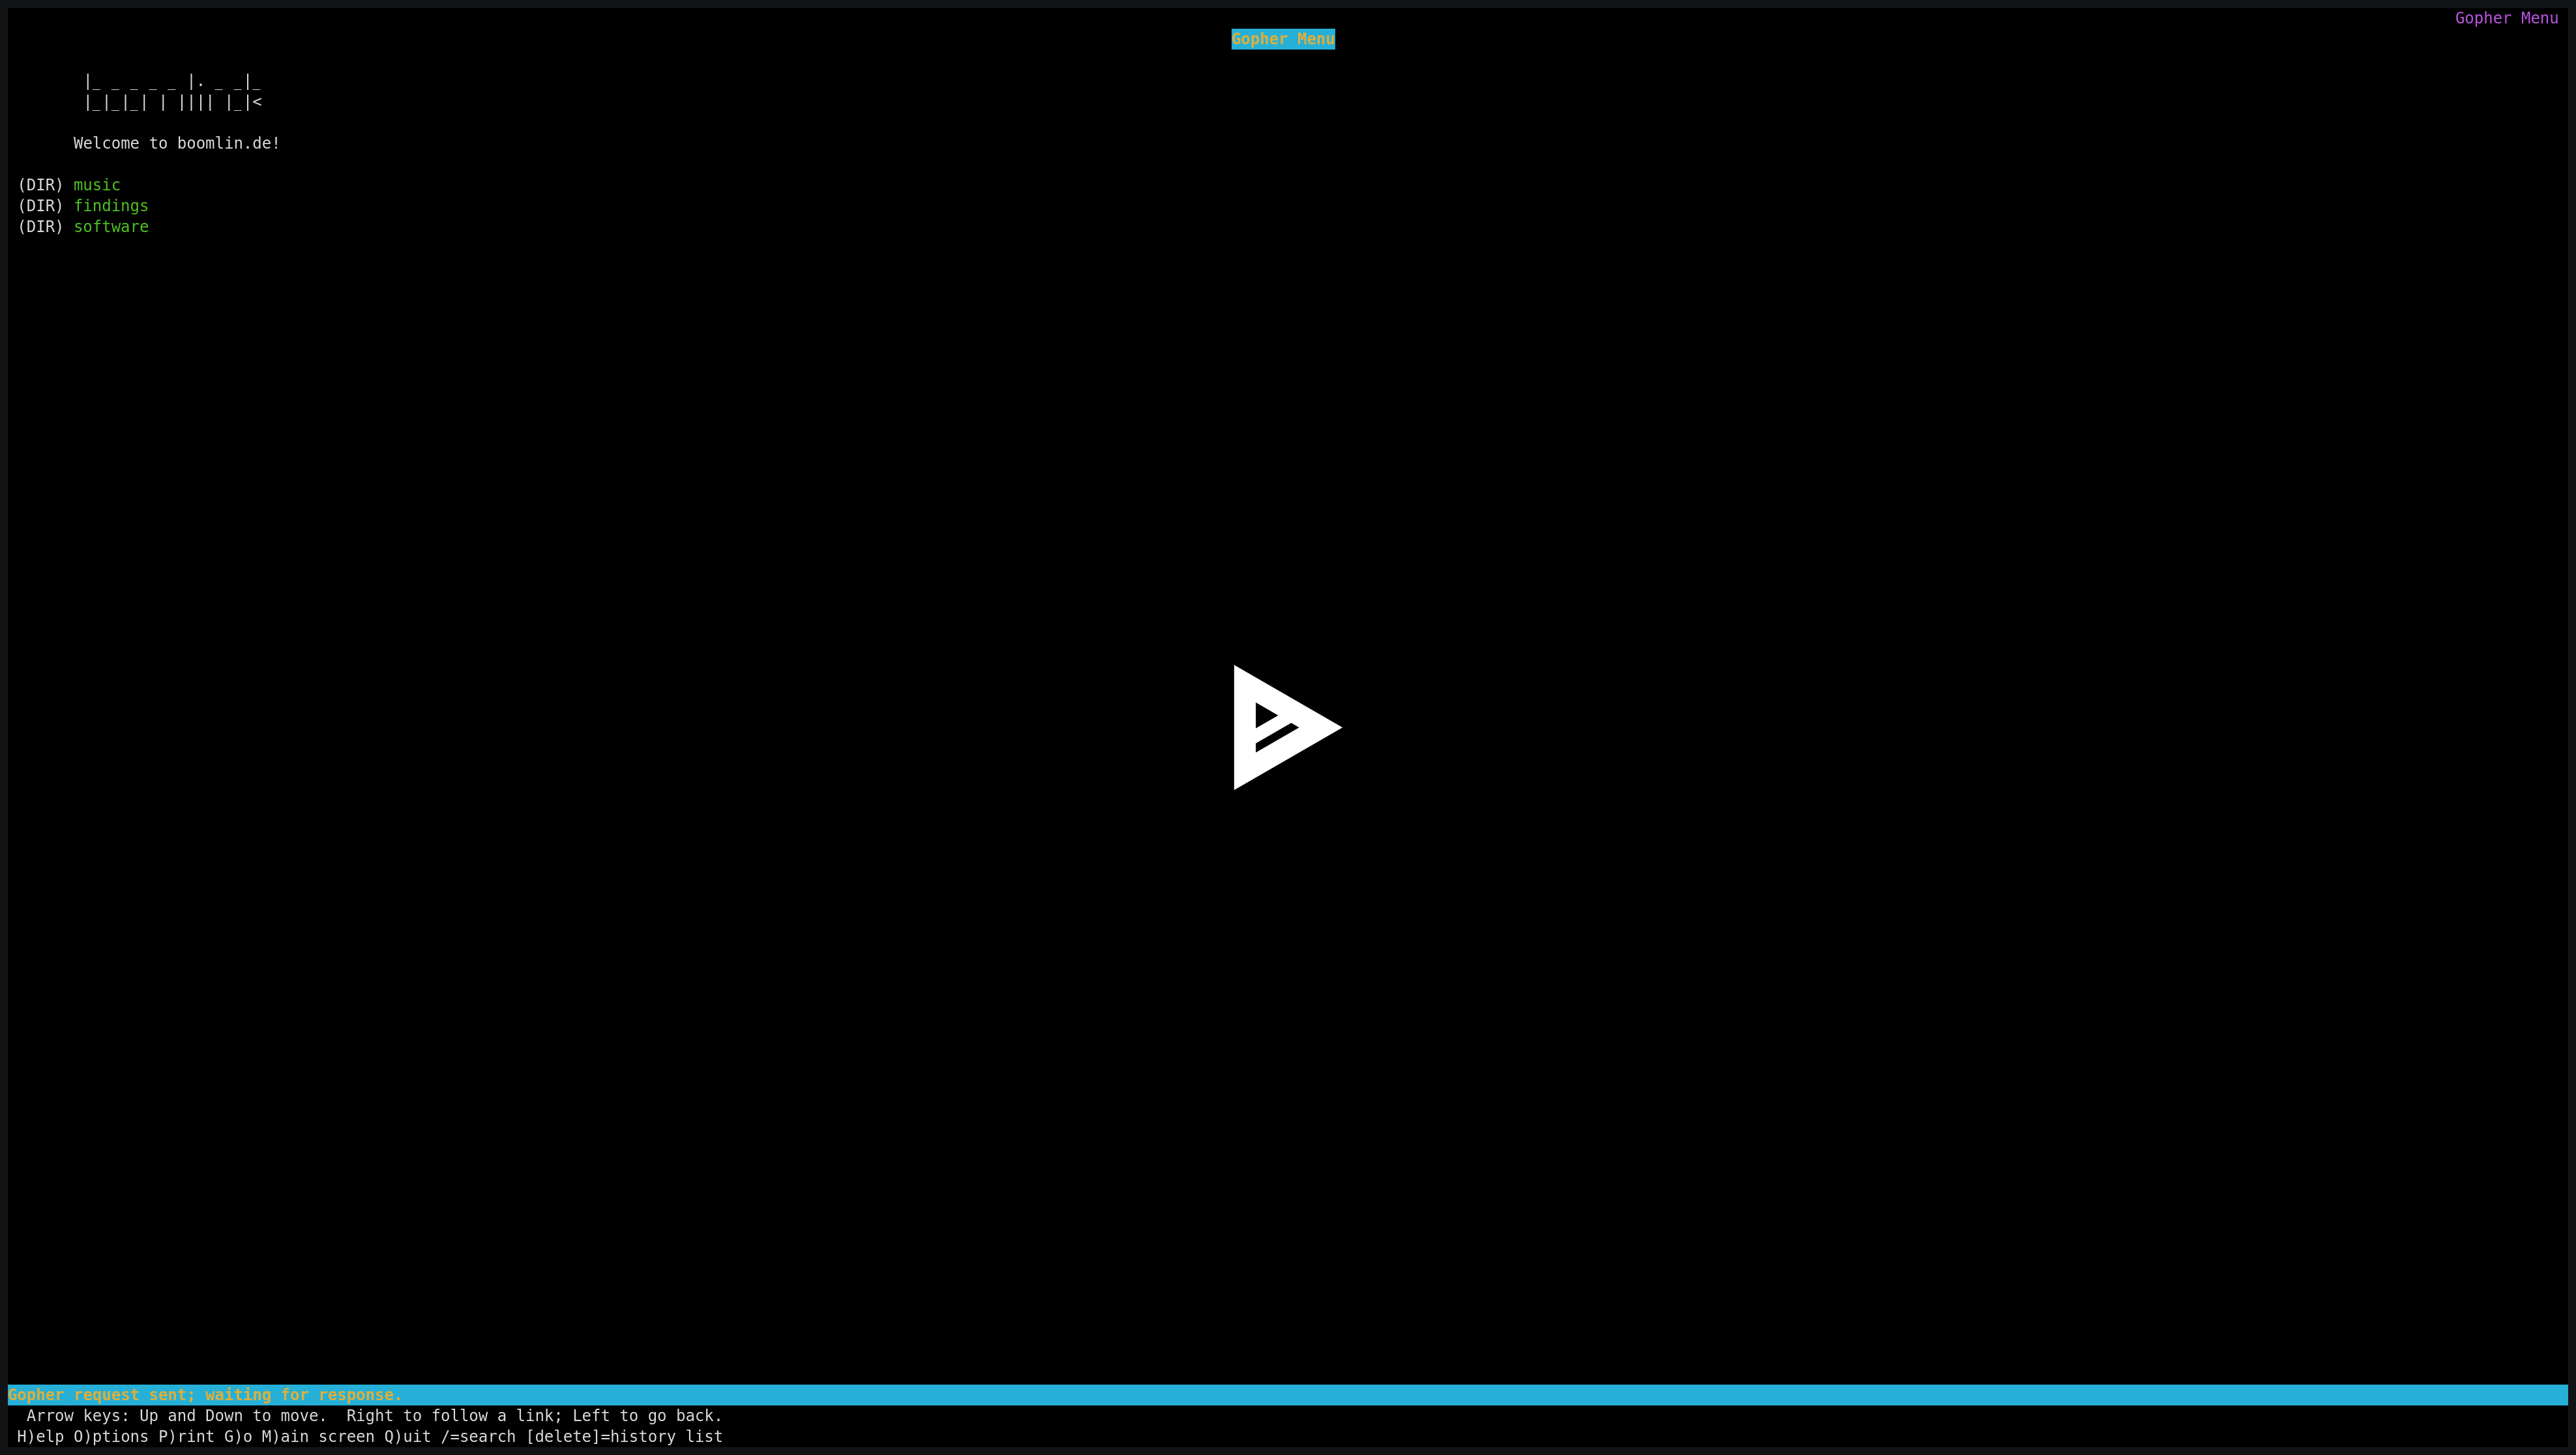 Gopher Menu
Gopher Menu
|_ _ _ _ _ |. _ _|_
|_|_|_| | |||| |_|<
Welcome to boomlin.de!
(DIR) music
(DIR) findings
(DIR) software
Gopher request sent; waiting for response.
Arrow keys: Up and Down to move.  Right to follow a link; Left to go back.
H)elp O)ptions P)rint G)o M)ain screen Q)uit /=search [delete]=history list